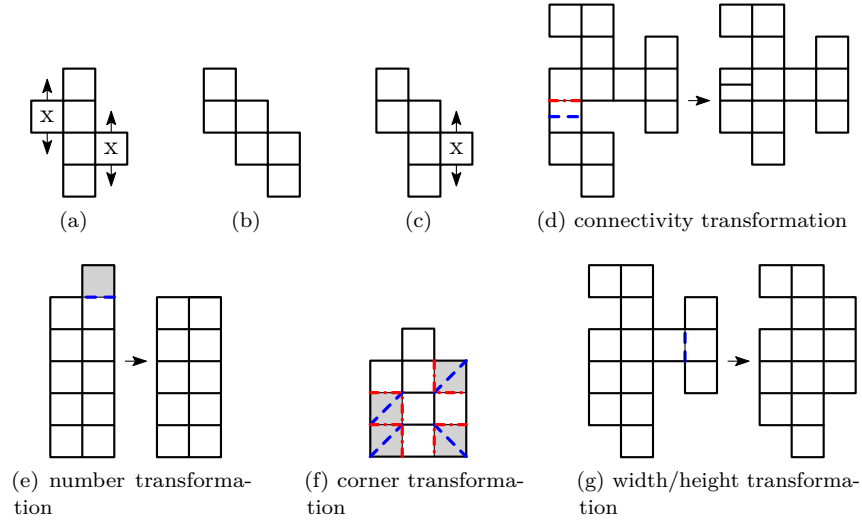 X
X
X
(a)
(b)
(c)
(d) connectivity transformation
(e) number transforma-
tion
(f) corner transforma-
tion
(g) width/height transforma-
tion